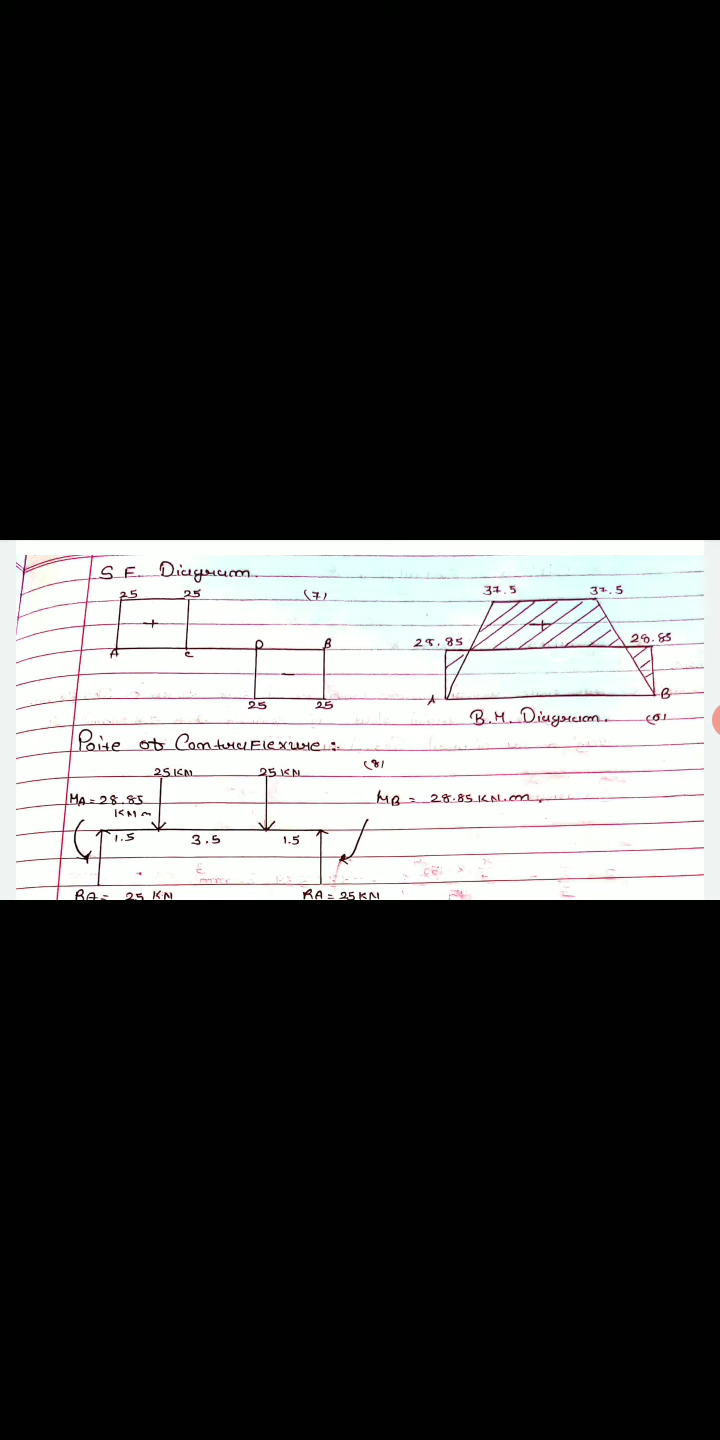 S F. Diagram.
25 25 (7)
+
A C D B
−
25 25
37.5 37.5
28.85 + 28.85
A B
B.M. Diagram. (6)
Poite of ContraFlexure :
(8)
25 KN 25 KN
MA = 28.85 KN m
MB = 28.85 KN.m.
1.5 3.5 1.5
RA = 25 KN RA = 25 KN